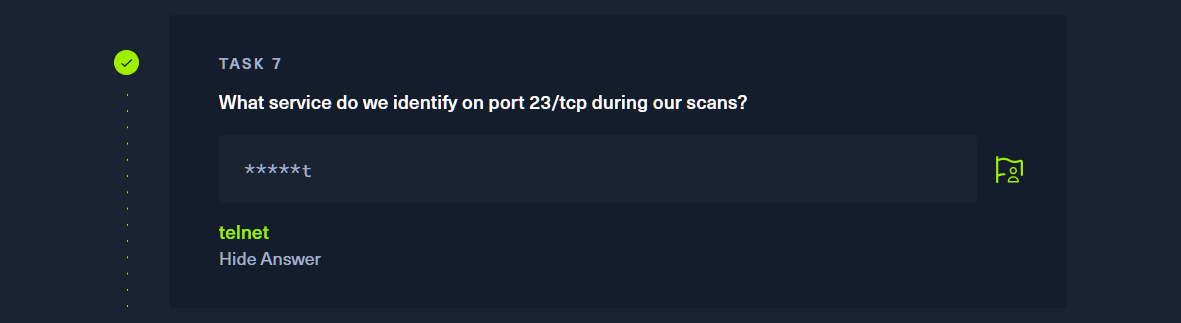 TASK 7
What service do we identify on port 23/tcp during our scans?
*****t
telnet
Hide Answer